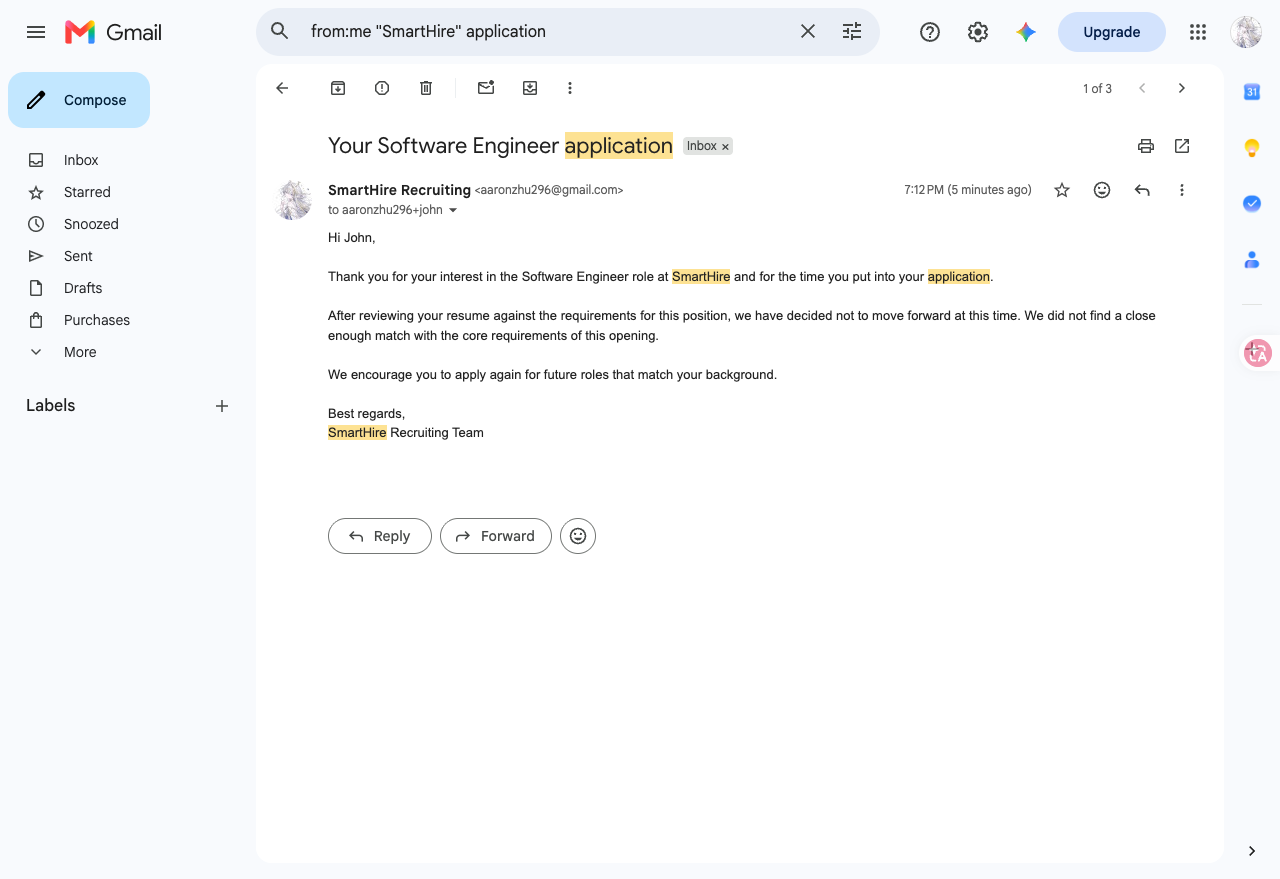 Gmail
from:me "SmartHire" application
Upgrade
Compose
1 of 3
Inbox
Starred
Snoozed
Sent
Drafts
Purchases
More
Labels
Your Software Engineer application
Inbox ×
SmartHire Recruiting <aaronzhu296@gmail.com>
7:12 PM (5 minutes ago)
to aaronzhu296+john
Hi John,
Thank you for your interest in the Software Engineer role at SmartHire and for the time you put into your application.
After reviewing your resume against the requirements for this position, we have decided not to move forward at this time. We did not find a close
enough match with the core requirements of this opening.
We encourage you to apply again for future roles that match your background.
Best regards,
SmartHire Recruiting Team
Reply
Forward
31